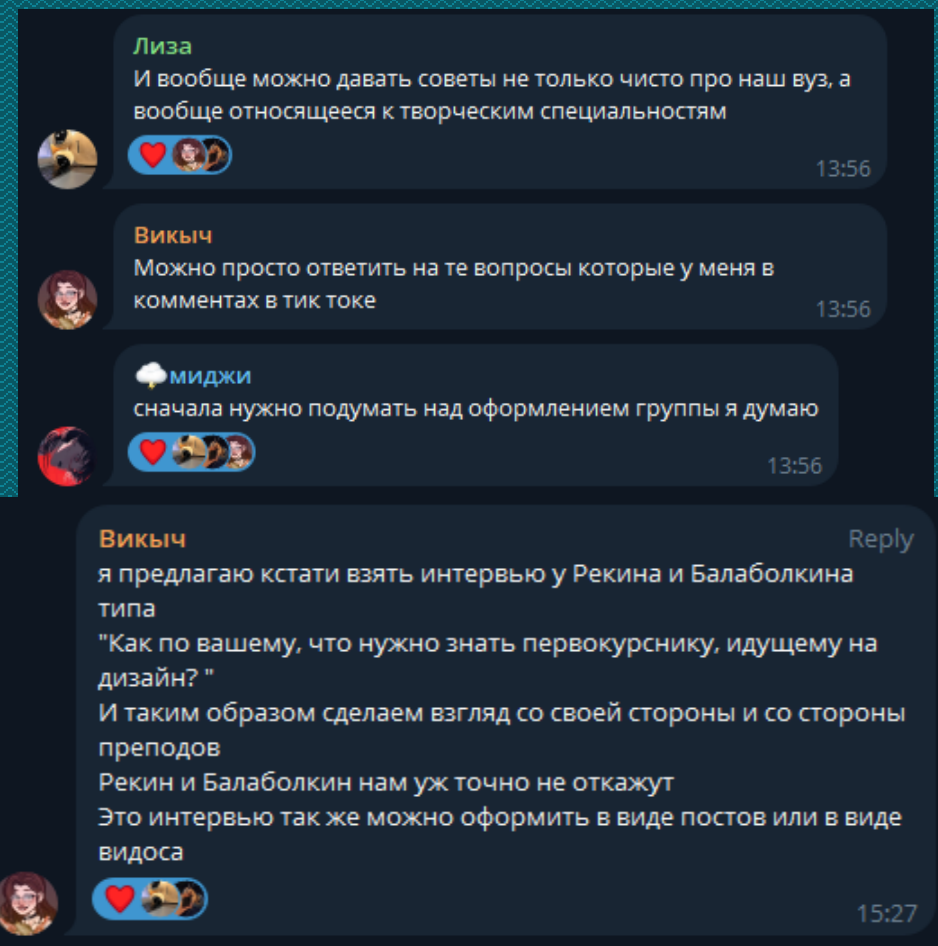 Лиза
И вообще можно давать советы не только чисто про наш вуз, а
вообще относящееся к творческим специальностям
13:56
Викыч
Можно просто ответить на те вопросы которые у меня в
комментах в тик токе
13:56
миджи
сначала нужно подумать над оформлением группы я думаю
13:56
Викыч Reply
я предлагаю кстати взять интервью у Рекина и Балаболкина
типа
"Как по вашему, что нужно знать первокурснику, идущему на
дизайн? "
И таким образом сделаем взгляд со своей стороны и со стороны
преподов
Рекин и Балаболкин нам уж точно не откажут
Это интервью так же можно оформить в виде постов или в виде
видоса
15:27